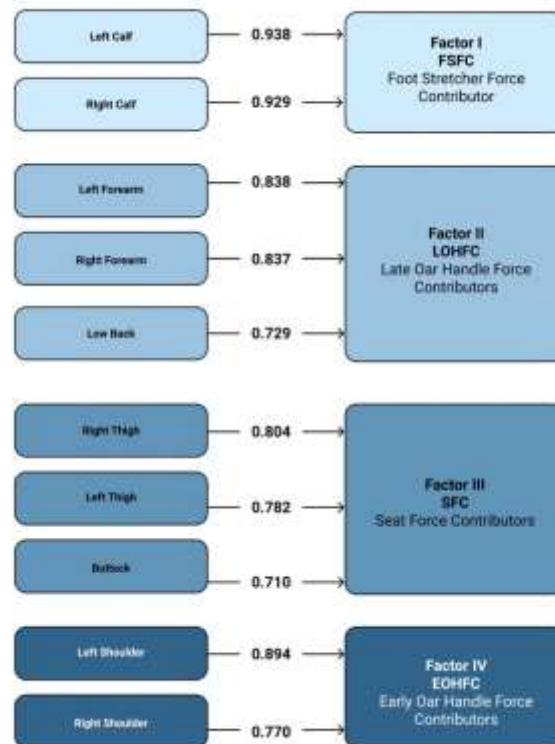 Left Calf
0.938
Right Calf
0.929
Factor I
FSFC
Foot Stretcher Force
Contributor
Left Forearm
0.838
Right Forearm
0.837
Low Back
0.729
Factor II
LOHFC
Late Oar Handle Force
Contributors
Right Thigh
0.804
Left Thigh
0.782
Buttock
0.710
Factor III
SFC
Seat Force Contributors
Left Shoulder
0.894
Right Shoulder
0.770
Factor IV
EOHFC
Early Oar Handle Force
Contributors